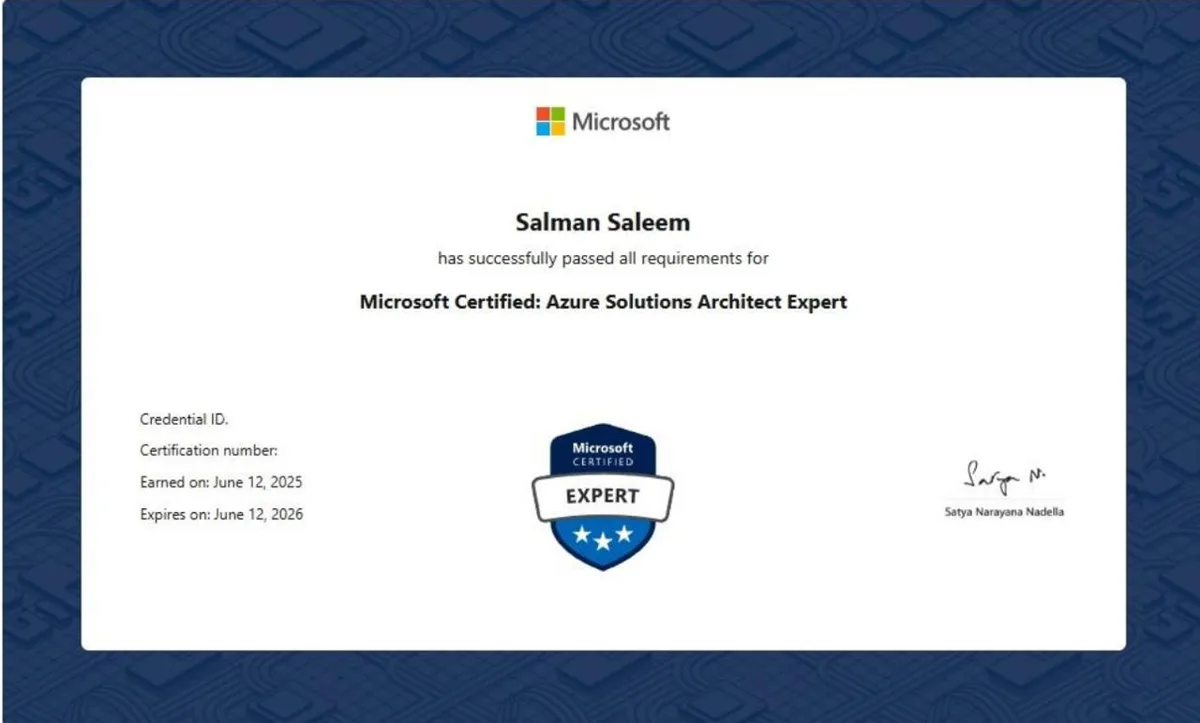 Microsoft
Salman Saleem
has successfully passed all requirements for
Microsoft Certified: Azure Solutions Architect Expert
Credential ID.
Certification number:
Earned on: June 12, 2025
Expires on: June 12, 2026
Microsoft
CERTIFIED
EXPERT
Satya N.
Satya Narayana Nadella